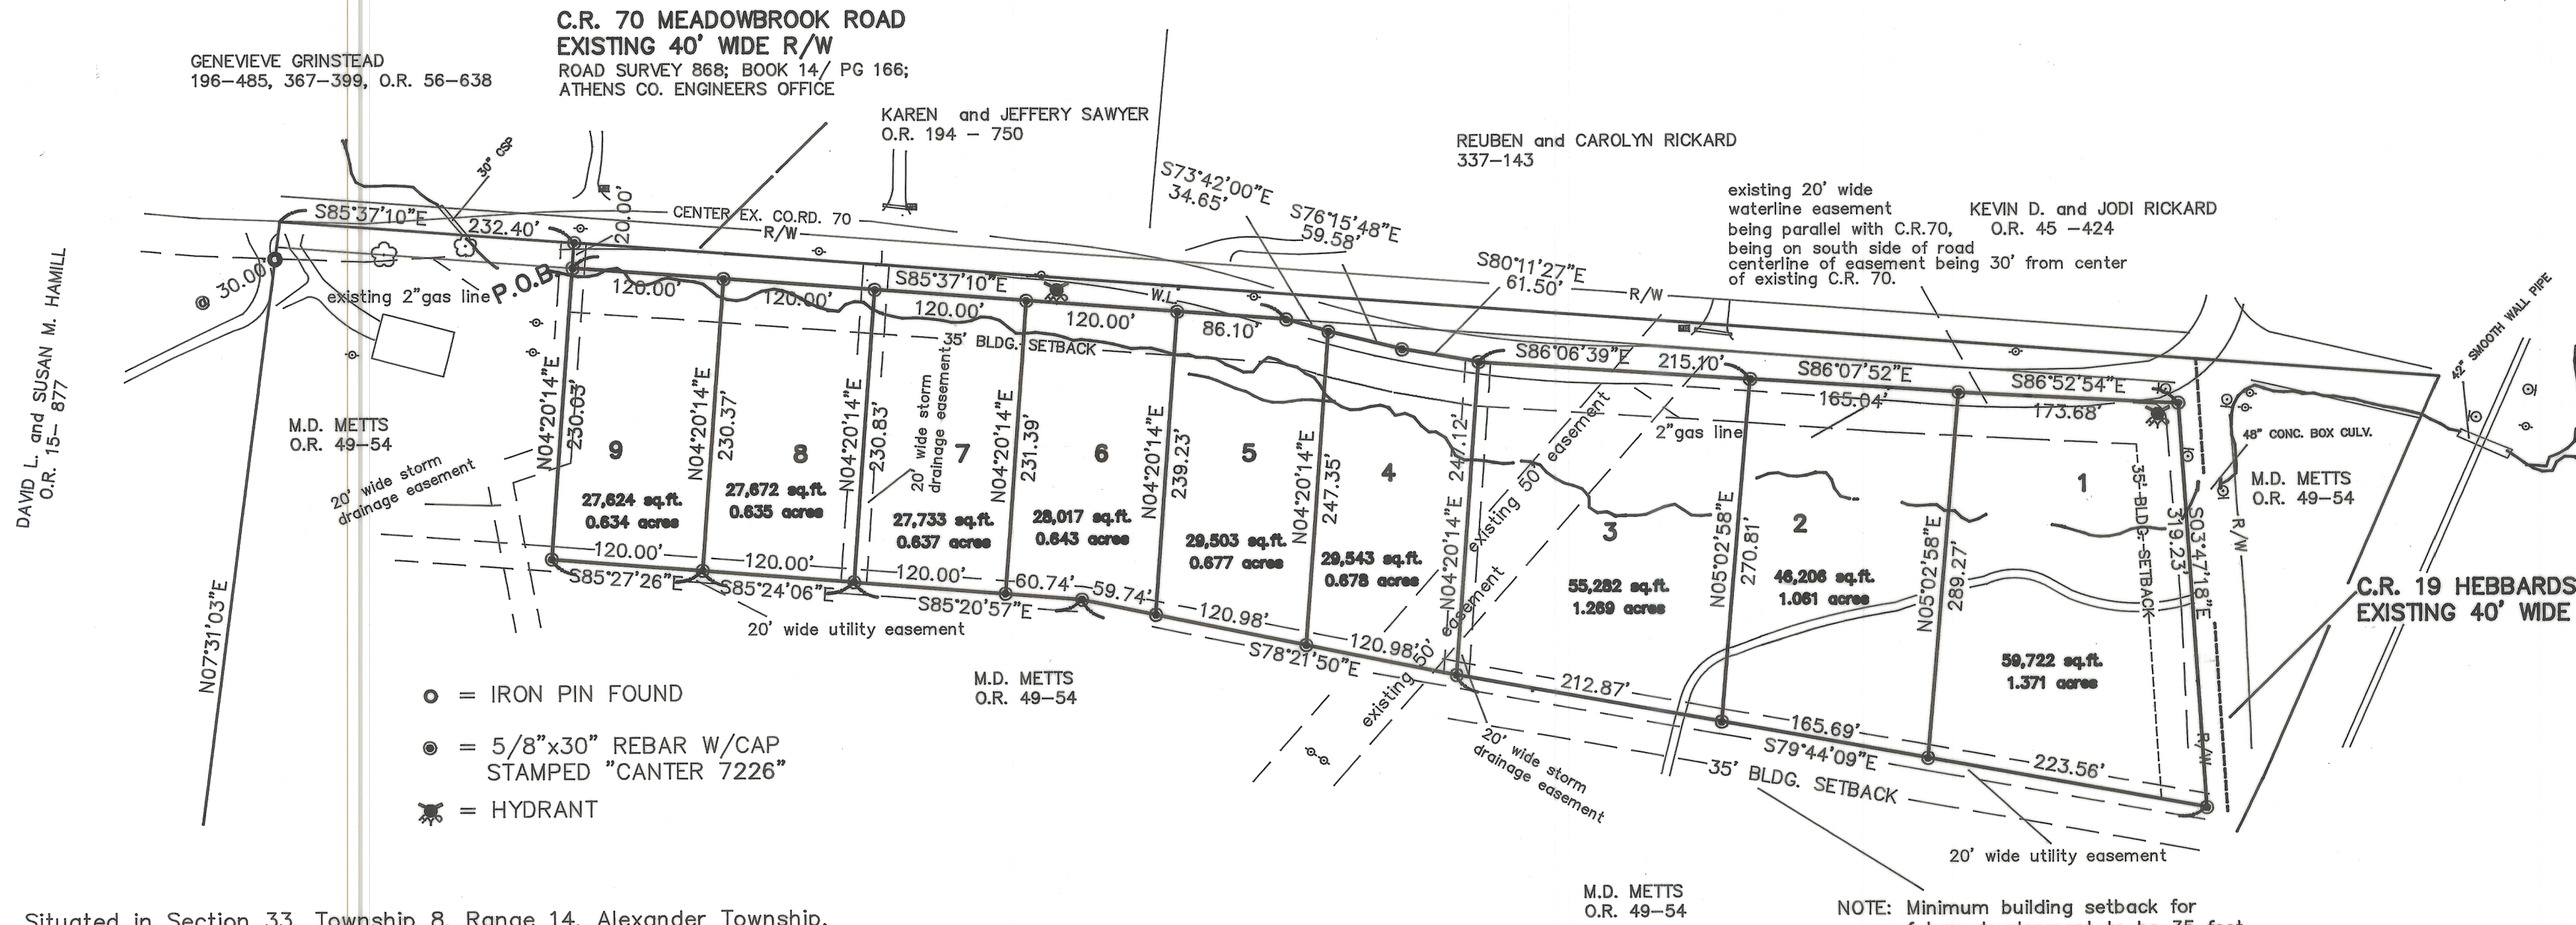 C.R. 70 MEADOWBROOK ROAD
EXISTING 40' WIDE R/W
ROAD SURVEY 868; BOOK 14/ PG 166;
ATHENS CO. ENGINEERS OFFICE
GENEVIEVE GRINSTEAD
196-485, 367-399, O.R. 56-638
KAREN and JEFFERY SAWYER
O.R. 194 - 750
REUBEN and CAROLYN RICKARD
337-143
existing 20' wide
waterline easement
being parallel with C.R.70,
being on south side of road
centerline of easement being 30' from center
of existing C.R. 70.
KEVIN D. and JODI RICKARD
O.R. 45 -424
30" CSP
S73°42'00"E
34.65'
S76°15'48"E
59.58'
S80°11'27"E
61.50'
S85°37'10"E
232.40'
20.00'
CENTER EX. CO.RD. 70
R/W
R/W
30.00'
existing 2"gas line
P.O.B.
120.00'
120.00'
S85°37'10"E
120.00'
120.00'
W.L.
86.10'
35' BLDG. SETBACK
S86°06'39"E
215.10'
S86°07'52"E
165.04'
S86°52'54"E
173.68'
2"gas line
42" SMOOTH WALL PIPE
48" CONC. BOX CULV.
M.D. METTS
O.R. 49-54
DAVID L. and SUSAN M. HAMILL
O.R. 15- 877
M.D. METTS
O.R. 49-54
20' wide storm
drainage easement
N07°31'03"E
N04°20'14"E
230.03'
9
27,624 sq.ft.
0.634 acres
N04°20'14"E
230.37'
8
27,672 sq.ft.
0.635 acres
N04°20'14"E
230.83'
20' wide storm
drainage easement
7
27,733 sq.ft.
0.637 acres
N04°20'14"E
231.39'
6
28,017 sq.ft.
0.643 acres
N04°20'14"E
239.23'
5
29,503 sq.ft.
0.677 acres
N04°20'14"E
247.35'
4
29,543 sq.ft.
0.678 acres
N04°20'14"E
247.12'
existing 50' easement
existing 50' easement
3
55,282 sq.ft.
1.269 acres
N05°02'58"E
270.81'
2
46,206 sq.ft.
1.061 acres
N05°02'58"E
289.27'
1
59,722 sq.ft.
1.371 acres
35' BLDG. SETBACK
319.23'
S03°47'18"E
R/W
R/W
C.R. 19 HEBBARDS
EXISTING 40' WIDE
120.00'
S85°27'26"E
120.00'
S85°24'06"E
120.00'
60.74'
59.74'
S85°20'57"E
120.98'
S78°21'50"E
120.98'
212.87'
165.69'
S79°44'09"E
223.56'
20' wide utility easement
M.D. METTS
O.R. 49-54
20' wide storm
drainage easement
35' BLDG. SETBACK
20' wide utility easement
= IRON PIN FOUND
= 5/8"x30" REBAR W/CAP
STAMPED "CANTER 7226"
= HYDRANT
M.D. METTS
O.R. 49-54
NOTE: Minimum building setback for
Situated in Section 33, Township 8, Range 14, Alexander Township,